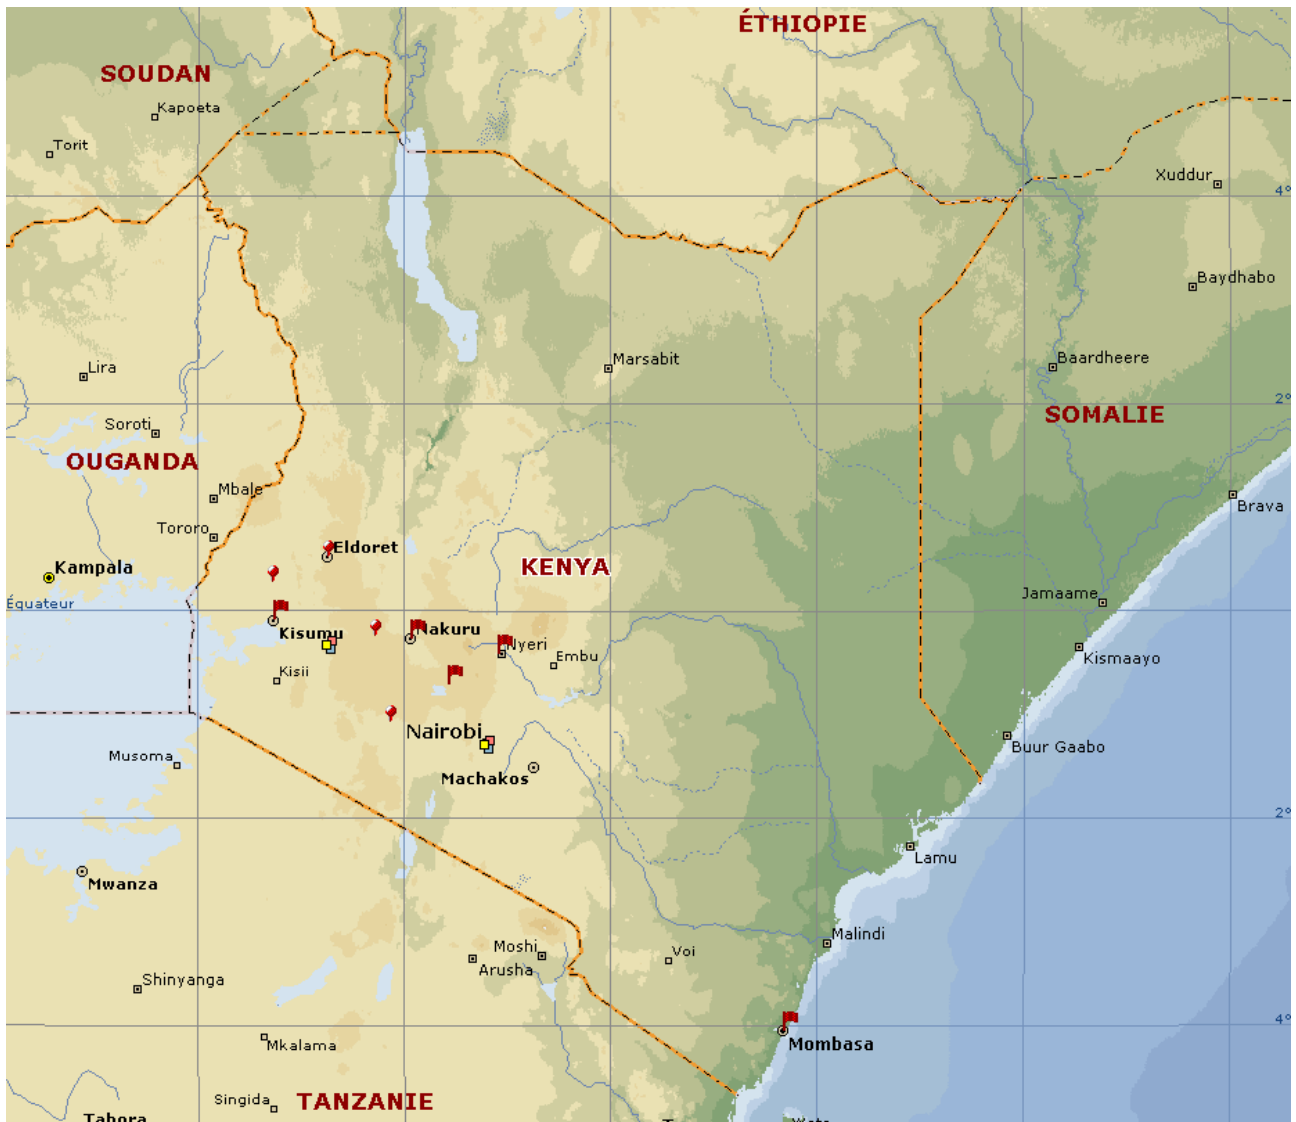 ÉTHIOPIE
SOUDAN
Kapoeta
Torit
Xuddur
4°
Baydhabo
Marsabit
Baardheere
Lira
2°
SOMALIE
Soroti
OUGANDA
Mbale
Brava
Tororo
Eldoret
Kampala
KENYA
Jamaame
Équateur
Kisumu
Nakuru
Nyeri
Embu
Kismaayo
Kisii
Nairobi
Buur Gaabo
Musoma
Machakos
2°
Lamu
Mwanza
Malindi
Moshi
Voi
Arusha
Shinyanga
4°
Mombasa
Mkalama
Singida
TANZANIE
Tabora